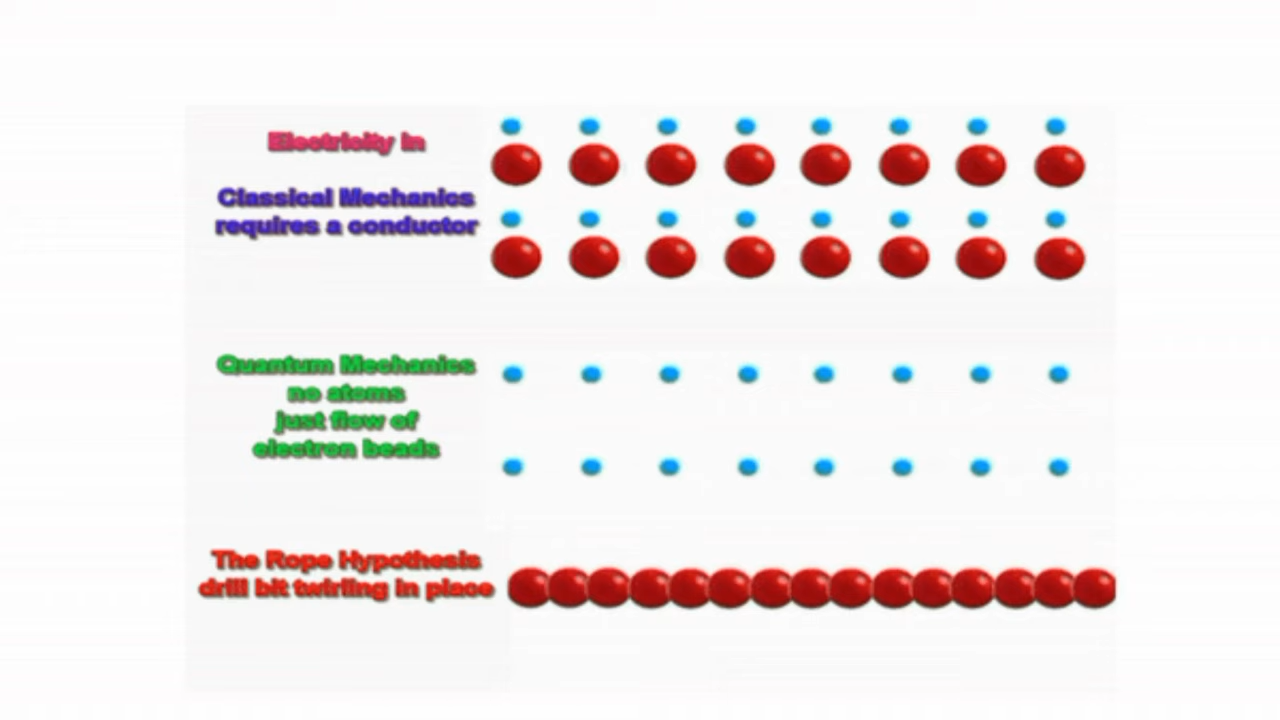 Electricity in
Classical Mechanics
requires a conductor
Quantum Mechanics
no atoms
just flow of
electron beads
The Rope Hypothesis
drill bit twirling in place